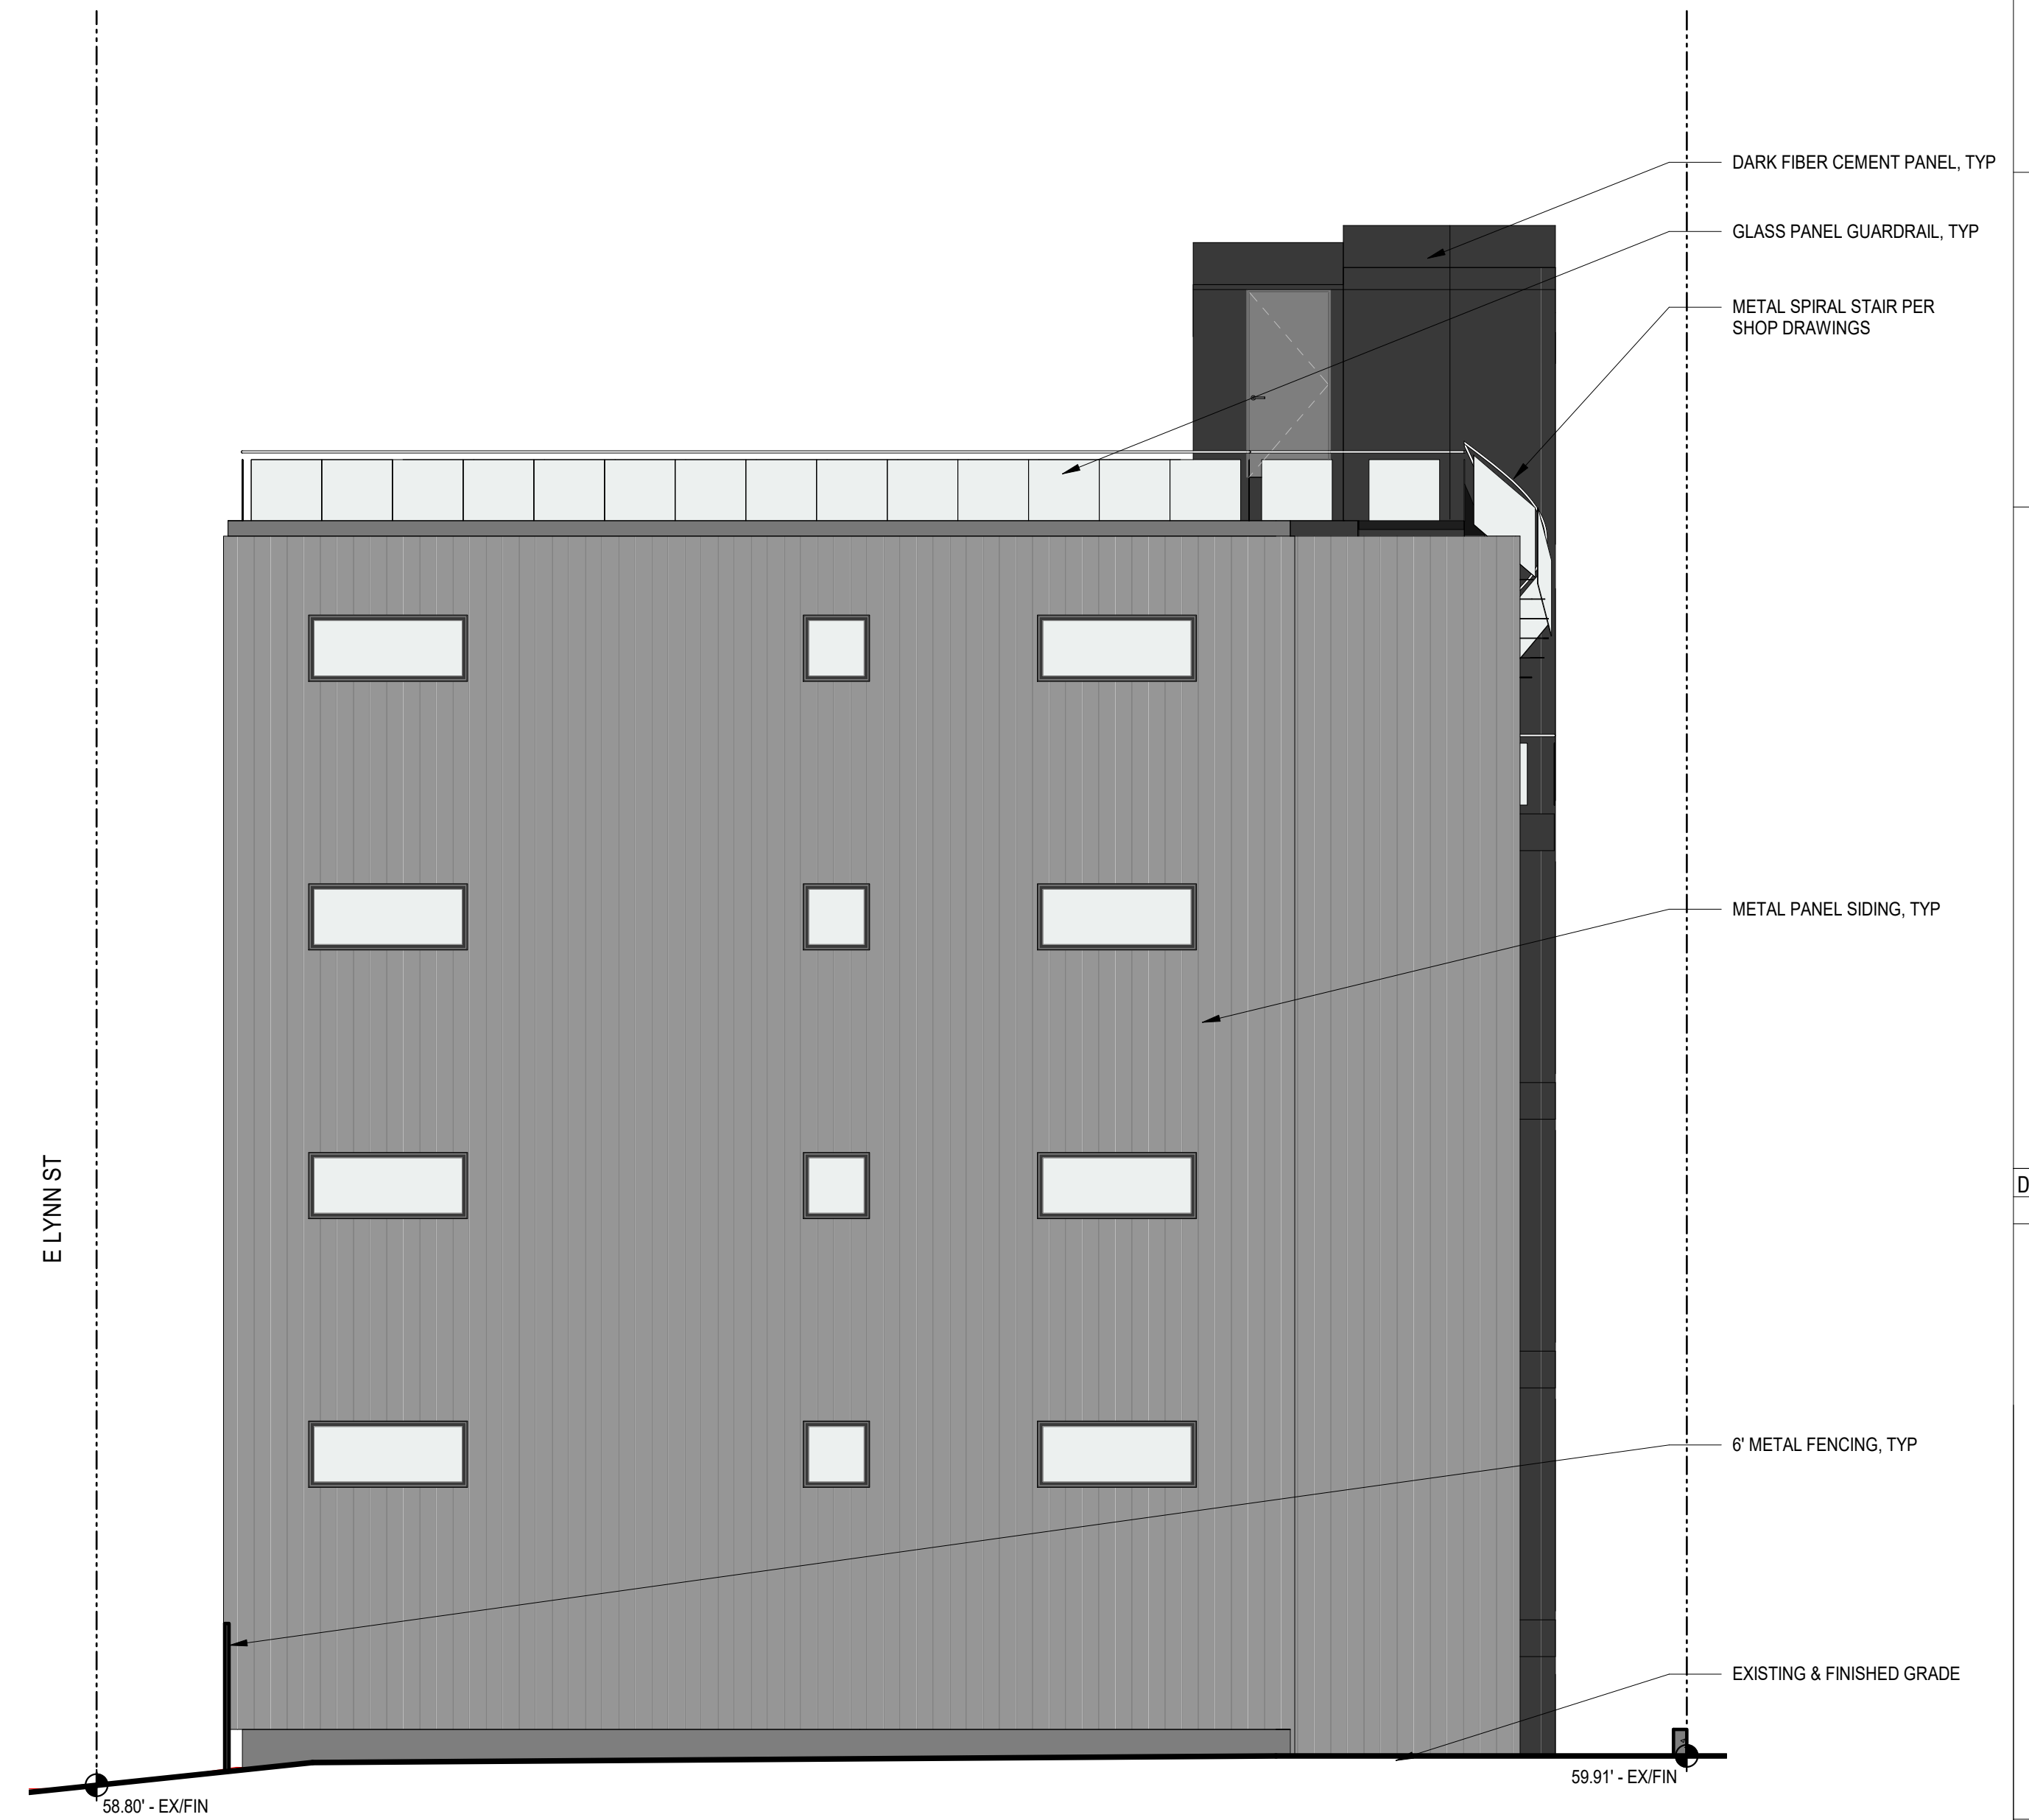 DARK FIBER CEMENT PANEL, TYP
GLASS PANEL GUARDRAIL, TYP
METAL SPIRAL STAIR PER
SHOP DRAWINGS
METAL PANEL SIDING, TYP
E LYNN ST
D
6' METAL FENCING, TYP
EXISTING & FINISHED GRADE
59.91' - EX/FIN
58.80' - EX/FIN